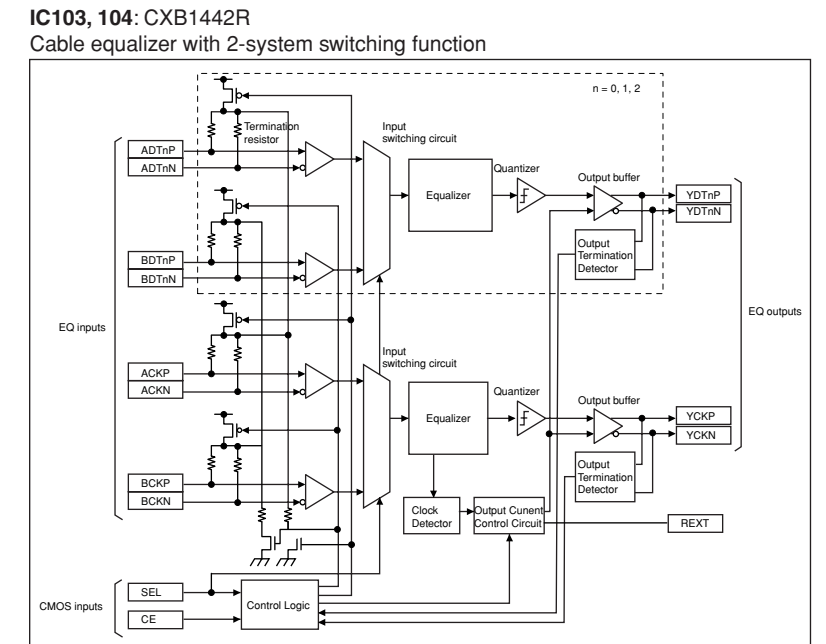 IC103, 104: CXB1442R
Cable equalizer with 2-system switching function
n = 0, 1, 2
Termination
resistor
Input
switching circuit
ADTnP
ADTnN
Equalizer
Quantizer
Output buffer
YDTnP
YDTnN
BDTnP
BDTnN
Output
Termination
Detector
EQ inputs
EQ outputs
ACKP
ACKN
Input
switching circuit
Equalizer
Quantizer
Output buffer
YCKP
YCKN
BCKP
BCKN
Output
Termination
Detector
Clock
Detector
Output Cunent
Control Circuit
REXT
CMOS inputs
SEL
CE
Control Logic